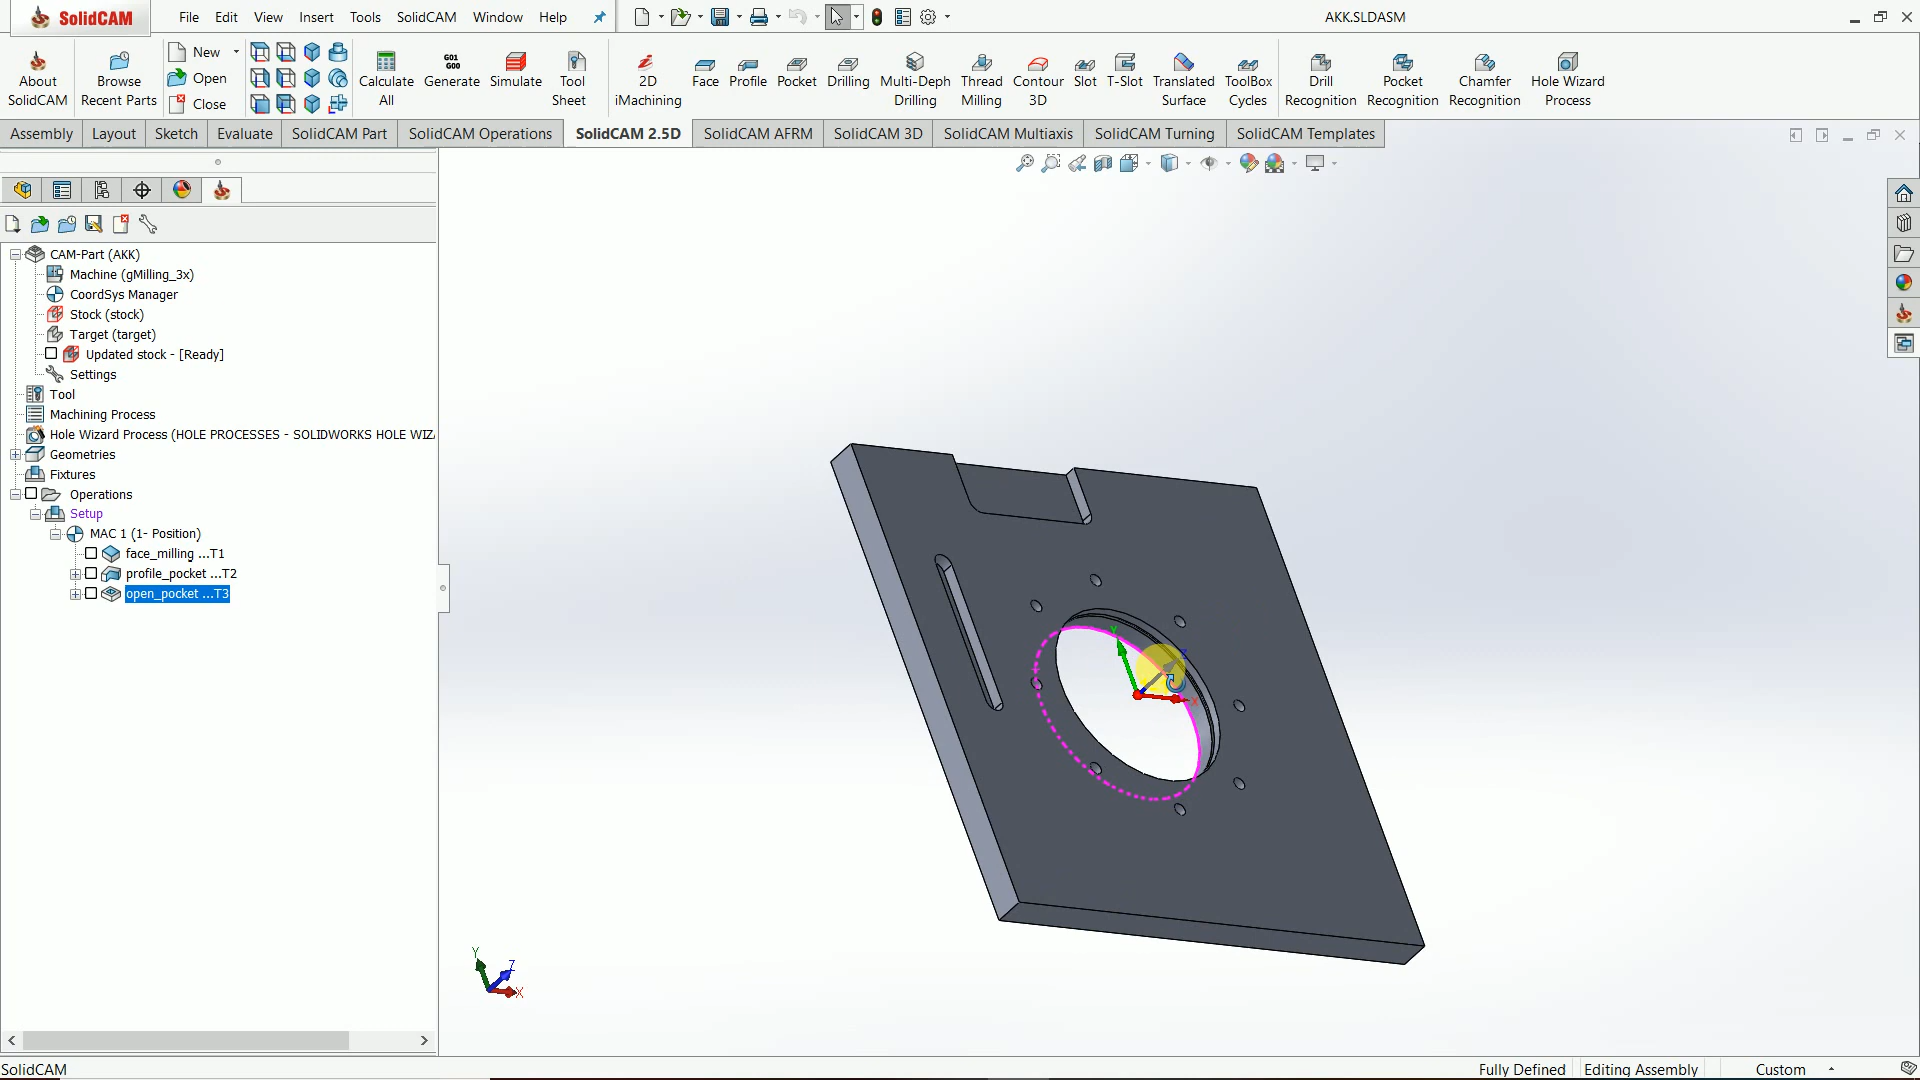 SolidCAM
File Edit View Insert Tools SolidCAM Window Help
AKK.SLDASM
About SolidCAM
Browse Recent Parts
New
Open
Close
Calculate All
G01 G00
Generate
Simulate
Tool Sheet
2D iMachining
Face
Profile
Pocket
Drilling
Multi-Deph Drilling
Thread Milling
Contour 3D
Slot
T-Slot
Translated Surface
ToolBox Cycles
Drill Recognition
Pocket Recognition
Chamfer Recognition
Hole Wizard Process
Assembly Layout Sketch Evaluate SolidCAM Part SolidCAM Operations SolidCAM 2.5D SolidCAM AFRM SolidCAM 3D SolidCAM Multiaxis SolidCAM Turning SolidCAM Templates
CAM-Part (AKK)
Machine (gMilling_3x)
CoordSys Manager
Stock (stock)
Target (target)
Updated stock - [Ready]
Settings
Tool
Machining Process
Hole Wizard Process (HOLE PROCESSES - SOLIDWORKS HOLE WIZ
Geometries
Fixtures
Operations
Setup
MAC 1 (1- Position)
face_milling ...T1
profile_pocket ...T2
open_pocket ...T3
Y
Z
X
Y
Z
X
SolidCAM
Fully Defined
Editing Assembly
Custom